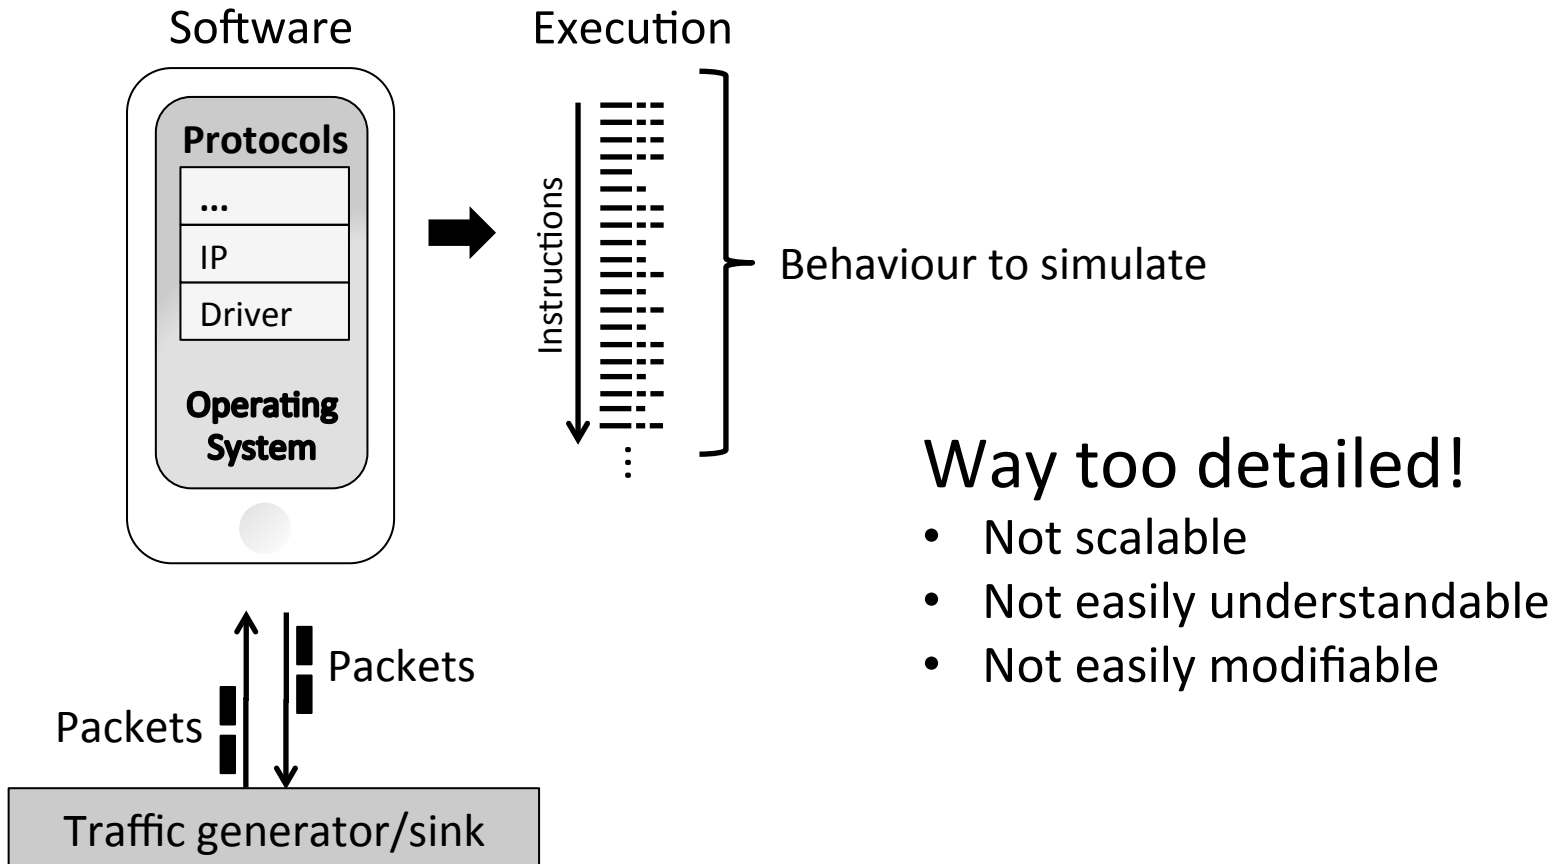 Software
Execution
Protocols
...
IP
Driver
Operating
System
Instructions
...
Behaviour to simulate
Way too detailed!
• Not scalable
• Not easily understandable
• Not easily modifiable
Packets
Packets
Traffic generator/sink